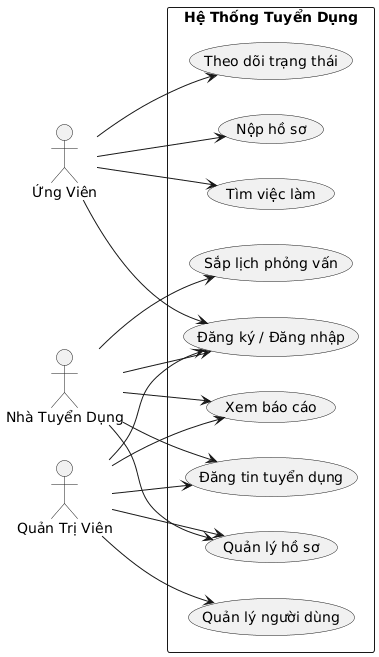 Hệ Thống Tuyển Dụng
Theo dõi trạng thái
Nộp hồ sơ
Ứng Viên
Tìm việc làm
Sắp lịch phỏng vấn
Đăng ký / Đăng nhập
Nhà Tuyển Dụng
Xem báo cáo
Đăng tin tuyển dụng
Quản Trị Viên
Quản lý hồ sơ
Quản lý người dùng